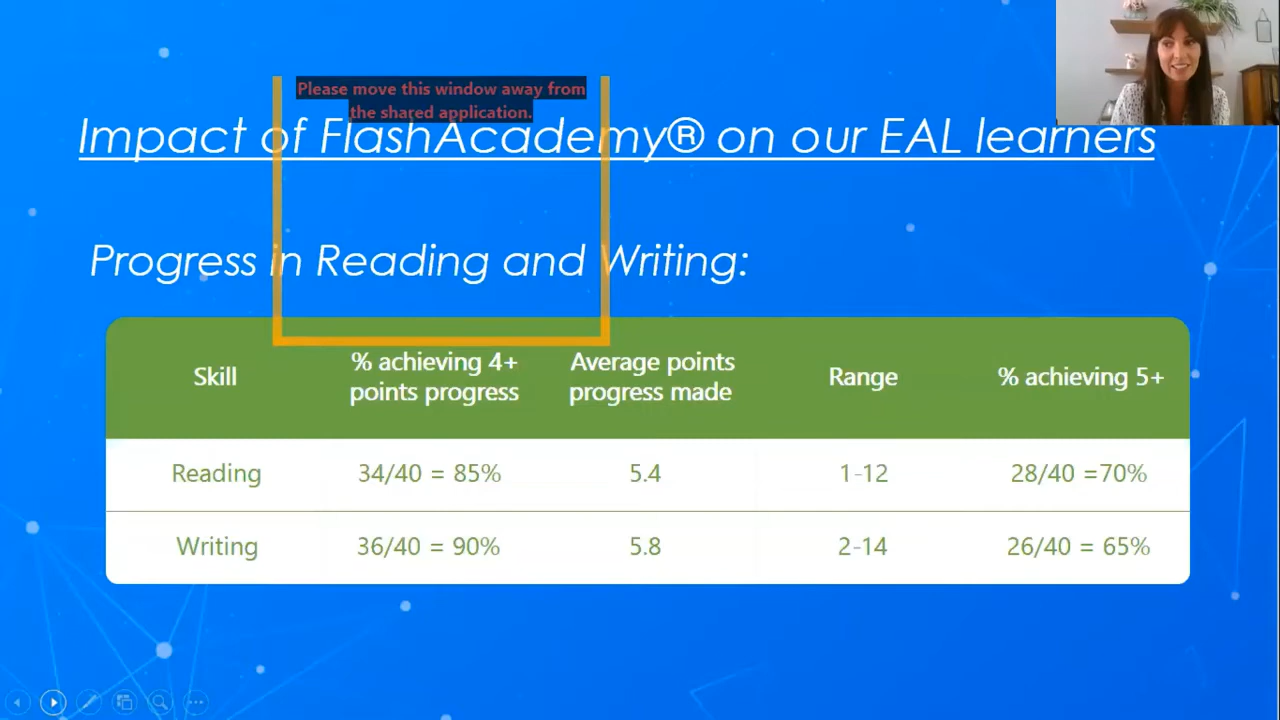 Please move this window away from
the shared application.
Impact of FlashAcademy® on our EAL learners
Progress in Reading and Writing:
Skill
% achieving 4+
points progress
Average points
progress made
Range
% achieving 5+
Reading 34/40 = 85% 5.4 1-12 28/40 =70%
Writing 36/40 = 90% 5.8 2-14 26/40 = 65%